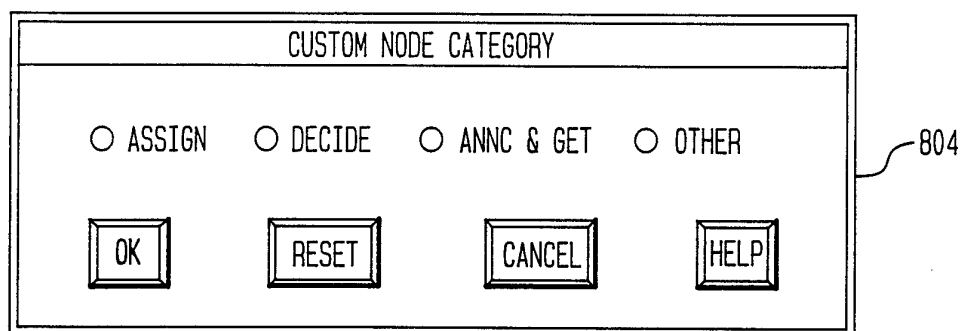 CUSTOM NODE CATEGORY
ASSIGN DECIDE ANNC & GET OTHER
804
OK RESET CANCEL HELP